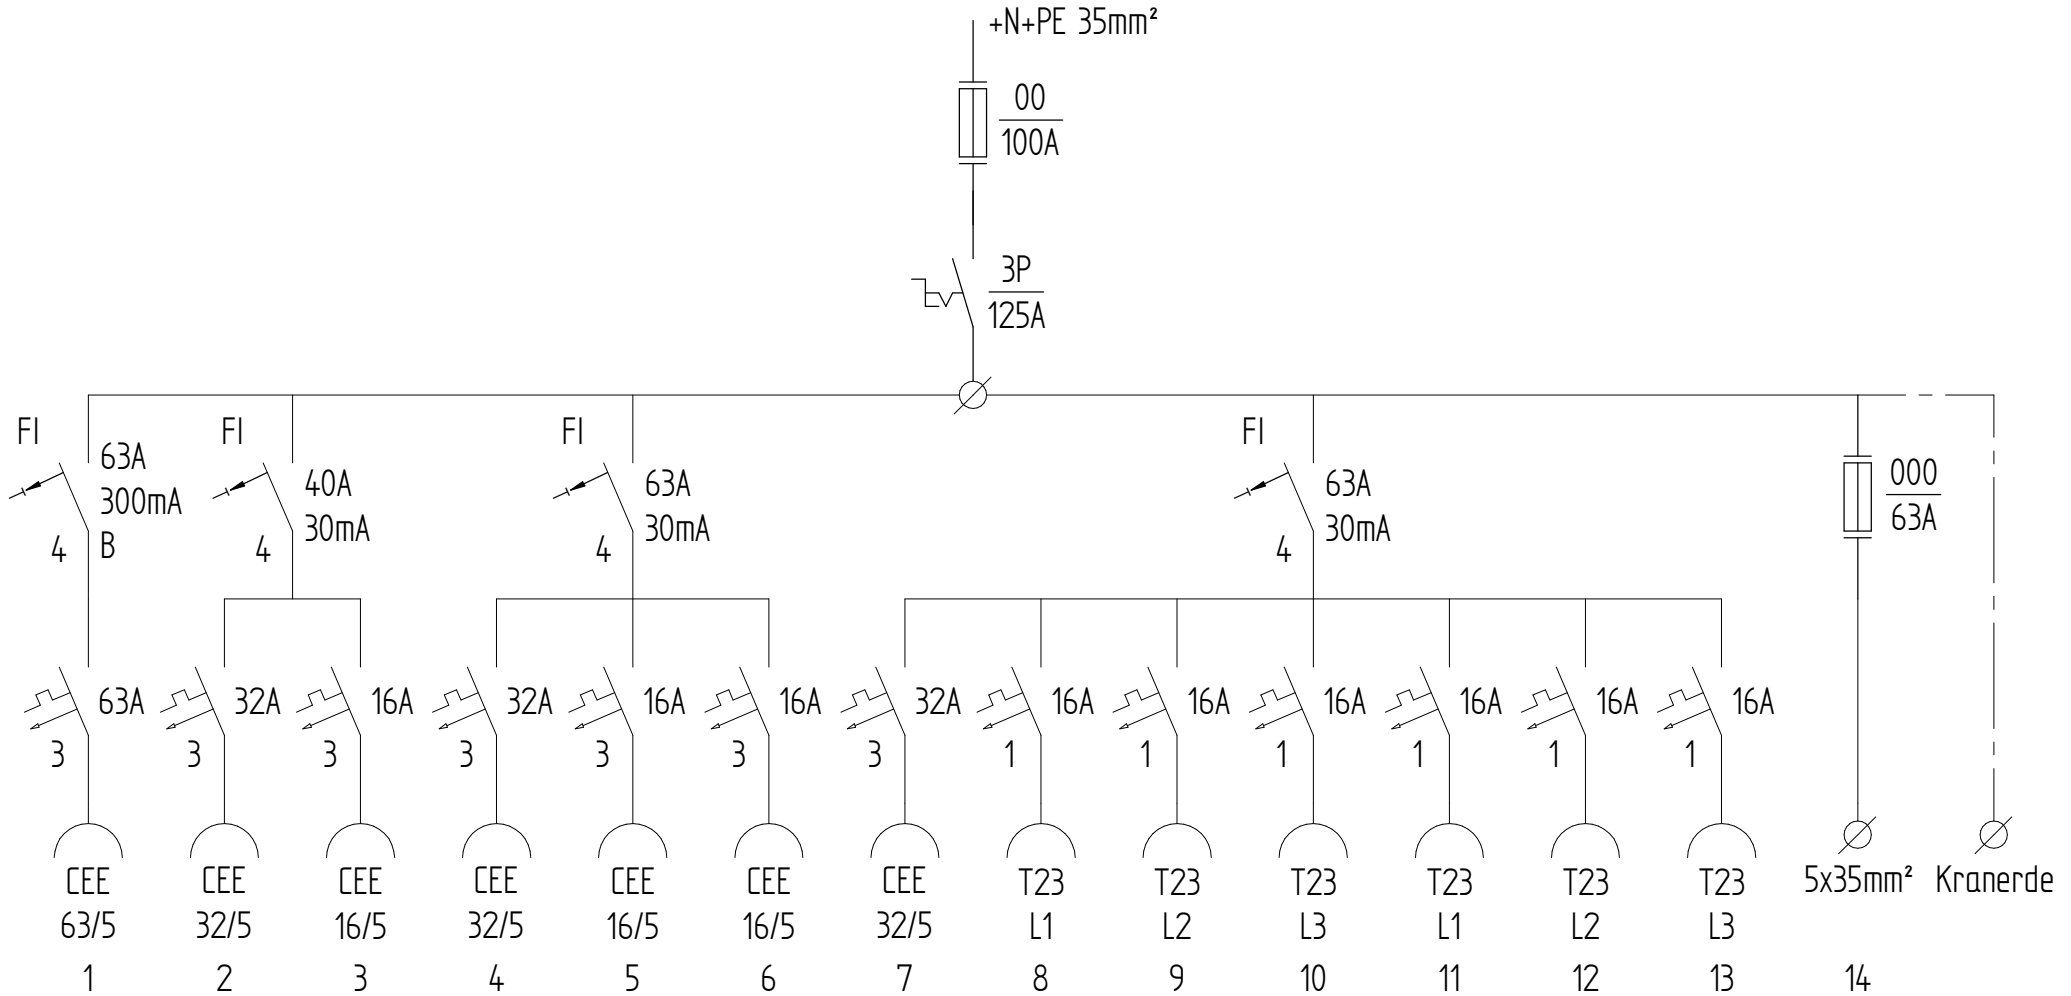 +N+PE 35mm²
00
100A
3P
125A
FI
63A
300mA
B
4
FI
40A
30mA
4
FI
63A
30mA
4
FI
63A
30mA
4
000
63A
63A
3
32A
3
16A
3
32A
3
16A
3
16A
3
32A
3
16A
1
16A
1
16A
1
16A
1
16A
1
16A
1
CEE
63/5
1
CEE
32/5
2
CEE
16/5
3
CEE
32/5
4
CEE
16/5
5
CEE
16/5
6
CEE
32/5
7
T23
L1
8
T23
L2
9
T23
L3
10
T23
L1
11
T23
L2
12
T23
L3
13
5x35mm²
14
Kranerde